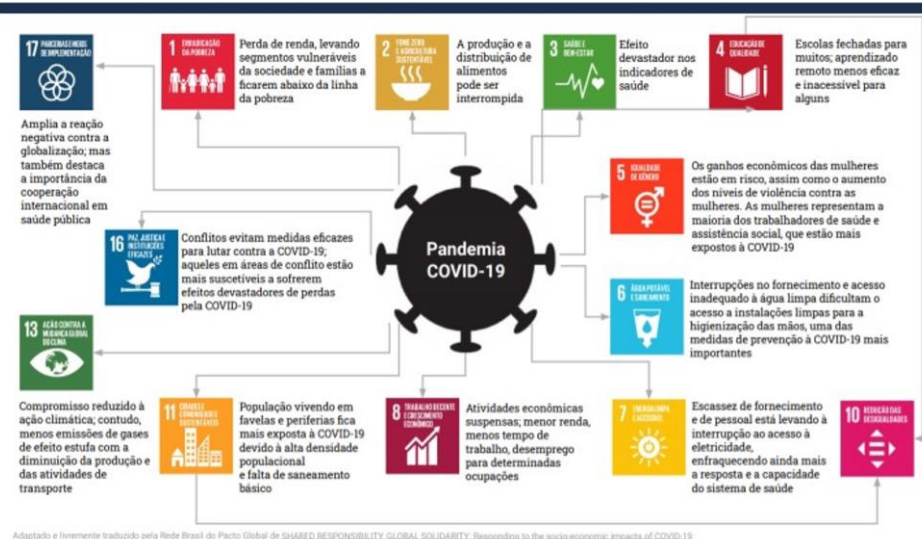 17 PARCERIAS E MEIOS
DE IMPLEMENTAÇÃO
Amplia a reação
negativa contra a
globalização; mas
também destaca
a importância da
cooperação
internacional em
saúde pública
1 ERRADICAÇÃO
DA POBREZA
Perda de renda, levando
segmentos vulneráveis
da sociedade e famílias a
ficarem abaixo da linha
da pobreza
2 FOME ZERO
E AGRICULTURA
SUSTENTÁVEL
A produção e a
distribuição de
alimentos
pode ser
interrompida
3 SAÚDE E
BEM-ESTAR
Efeito
devastador nos
indicadores de
saúde
4 EDUCAÇÃO DE
QUALIDADE
Escolas fechadas para
muitos; aprendizado
remoto menos eficaz
e inacessível para
alguns
5 IGUALDADE
DE GÊNERO
Os ganhos econômicos das mulheres
estão em risco, assim como o aumento
dos níveis de violência contra as
mulheres. As mulheres representam a
maioria dos trabalhadores de saúde e
assistência social, que estão mais
expostos à COVID-19
Pandemia
COVID-19
16 PAZ, JUSTIÇA E
INSTITUIÇÕES
EFICAZES
Conflitos evitam medidas eficazes
para lutar contra a COVID-19;
aqueles em áreas de conflito estão
mais suscetíveis a sofrerem
efeitos devastadores de perdas
pela COVID-19
6 ÁGUA POTÁVEL
E SANEAMENTO
Interrupções no fornecimento e acesso
inadequado à água limpa dificultam o
acesso a instalações limpas para a
higienização das mãos, uma das
medidas de prevenção à COVID-19 mais
importantes
13 AÇÃO CONTRA A
MUDANÇA GLOBAL
DO CLIMA
Compromisso reduzido à
ação climática; contudo,
menos emissões de gases
de efeito estufa com a
diminuição da produção e
das atividades de
transporte
11 CIDADES E
COMUNIDADES
SUSTENTÁVEIS
População vivendo em
favelas e periferias fica
mais exposta à COVID-19
devido à alta densidade
populacional
e falta de saneamento
básico
8 TRABALHO DECENTE
E CRESCIMENTO
ECONÔMICO
Atividades econômicas
suspensas; menor renda,
menos tempo de
trabalho, desemprego
para determinadas
ocupações
7 ENERGIA LIMPA
E ACESSÍVEL
Escassez de fornecimento
e de pessoal está levando à
interrupção ao acesso à
eletricidade,
enfraquecendo ainda mais
a resposta e a capacidade
do sistema de saúde
10 REDUÇÃO DAS
DESIGUALDADES
Adaptado e livremente traduzido pela Rede Brasil do Pacto Global de SHARED RESPONSIBILITY, GLOBAL SOLIDARITY: Responding to the socio-economic impacts of COVID-19